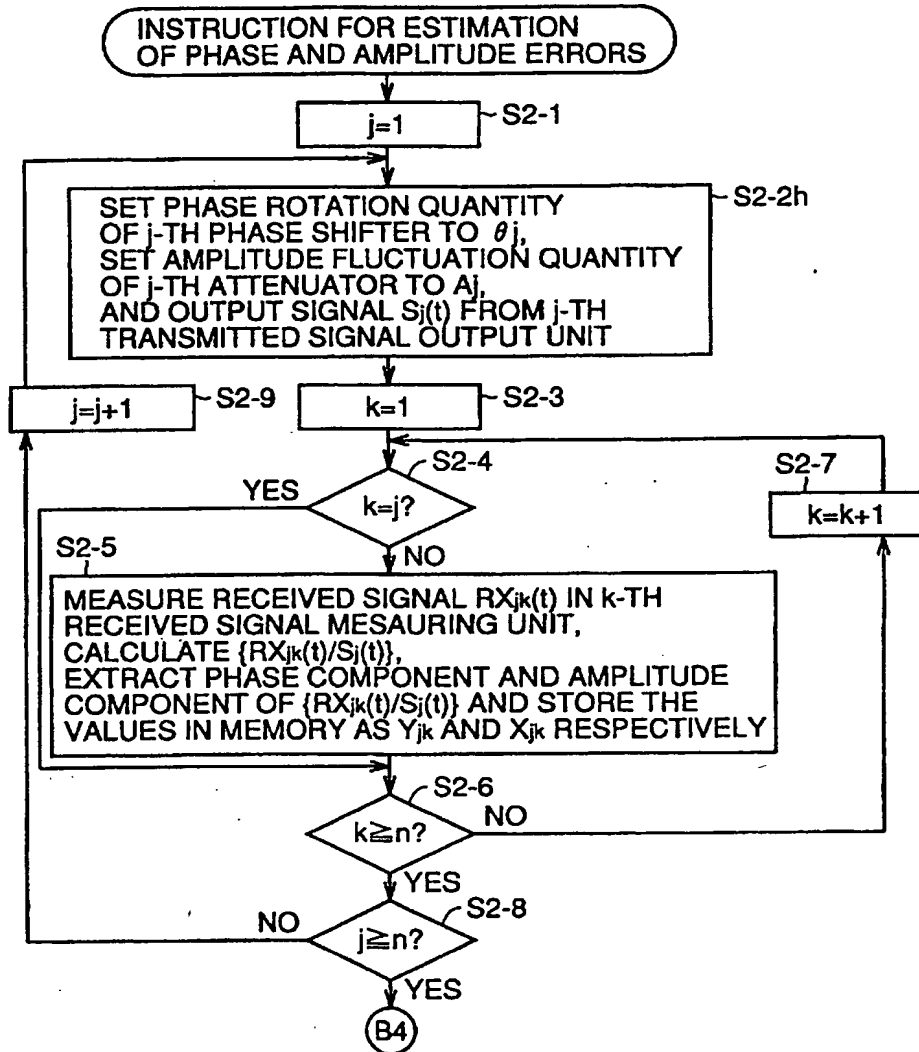 INSTRUCTION FOR ESTIMATION
OF PHASE AND AMPLITUDE ERRORS
j=1
S2-1
SET PHASE ROTATION QUANTITY
OF j-TH PHASE SHIFTER TO θj,
SET AMPLITUDE FLUCTUATION QUANTITY
OF j-TH ATTENUATOR TO Aj,
AND OUTPUT SIGNAL Sj(t) FROM j-TH
TRANSMITTED SIGNAL OUTPUT UNIT
S2-2h
j=j+1
S2-9
k=1
S2-3
S2-4
YES
k=j?
NO
S2-7
k=k+1
S2-5
MEASURE RECEIVED SIGNAL RXjk(t) IN k-TH
RECEIVED SIGNAL MESAURING UNIT,
CALCULATE {RXjk(t)/Sj(t)},
EXTRACT PHASE COMPONENT AND AMPLITUDE
COMPONENT OF {RXjk(t)/Sj(t)} AND STORE THE
VALUES IN MEMORY AS Yjk AND Xjk RESPECTIVELY
S2-6
k≧n?
NO
YES
S2-8
NO
j≧n?
YES
B4